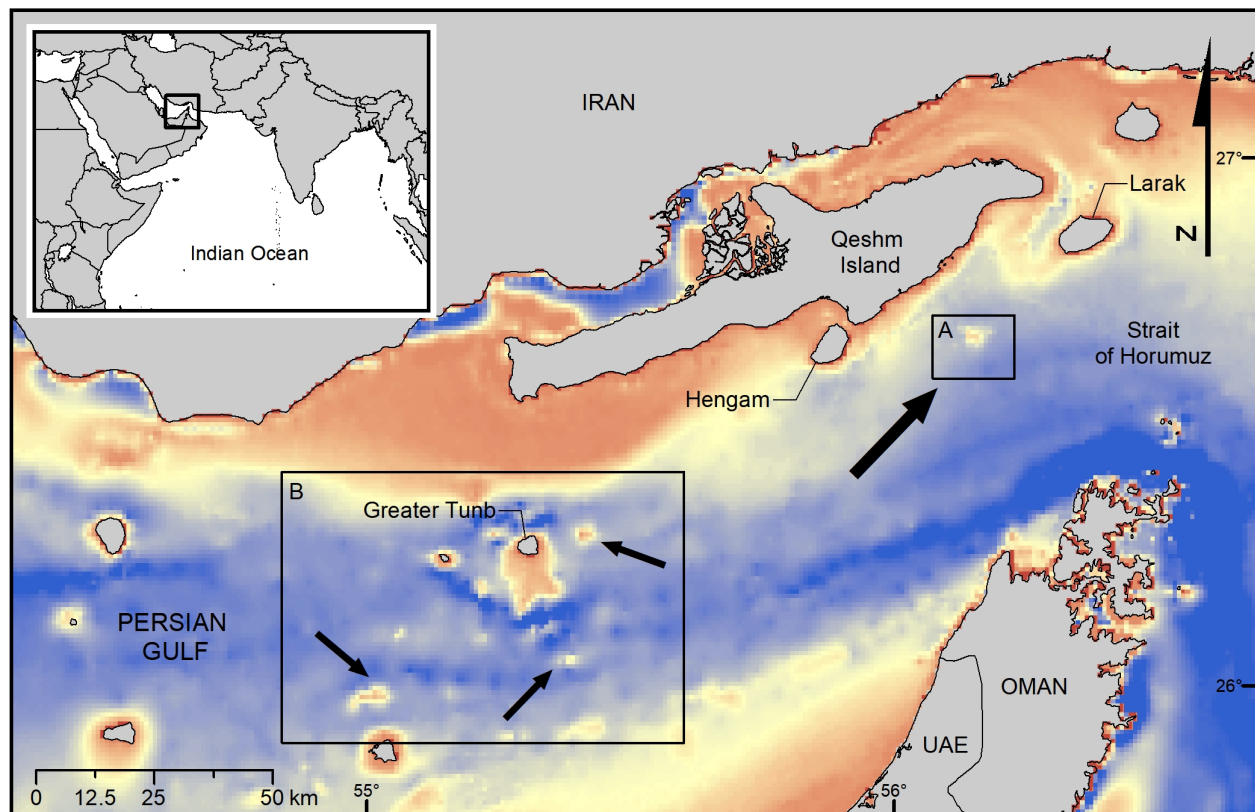 Indian Ocean
IRAN
N
27°
Larak
Qeshm
Island
A
Strait
of Horumuz
Hengam
B
Greater Tunb
PERSIAN
GULF
26°
OMAN
UAE
0 12.5 25 50 km
55°
56°